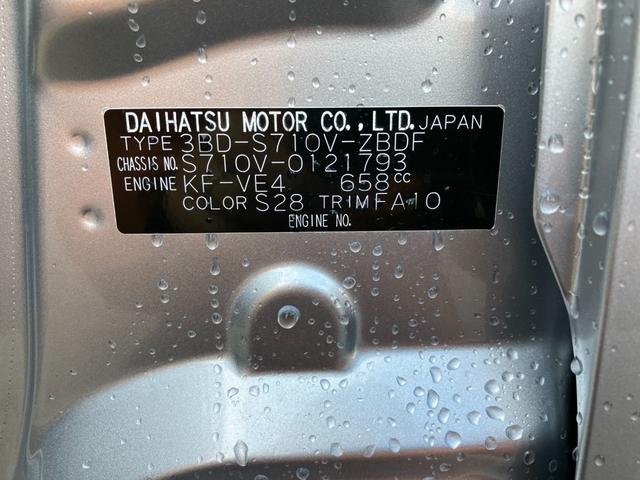 DAIHATSU MOTOR CO.,LTD. JAPAN
TYPE 3BD-S710V-ZBDF
CHASSIS NO. S710V-0121793
ENGINE KF-VE4 658CC
COLOR S28 TRIM FA10
ENGINE NO.